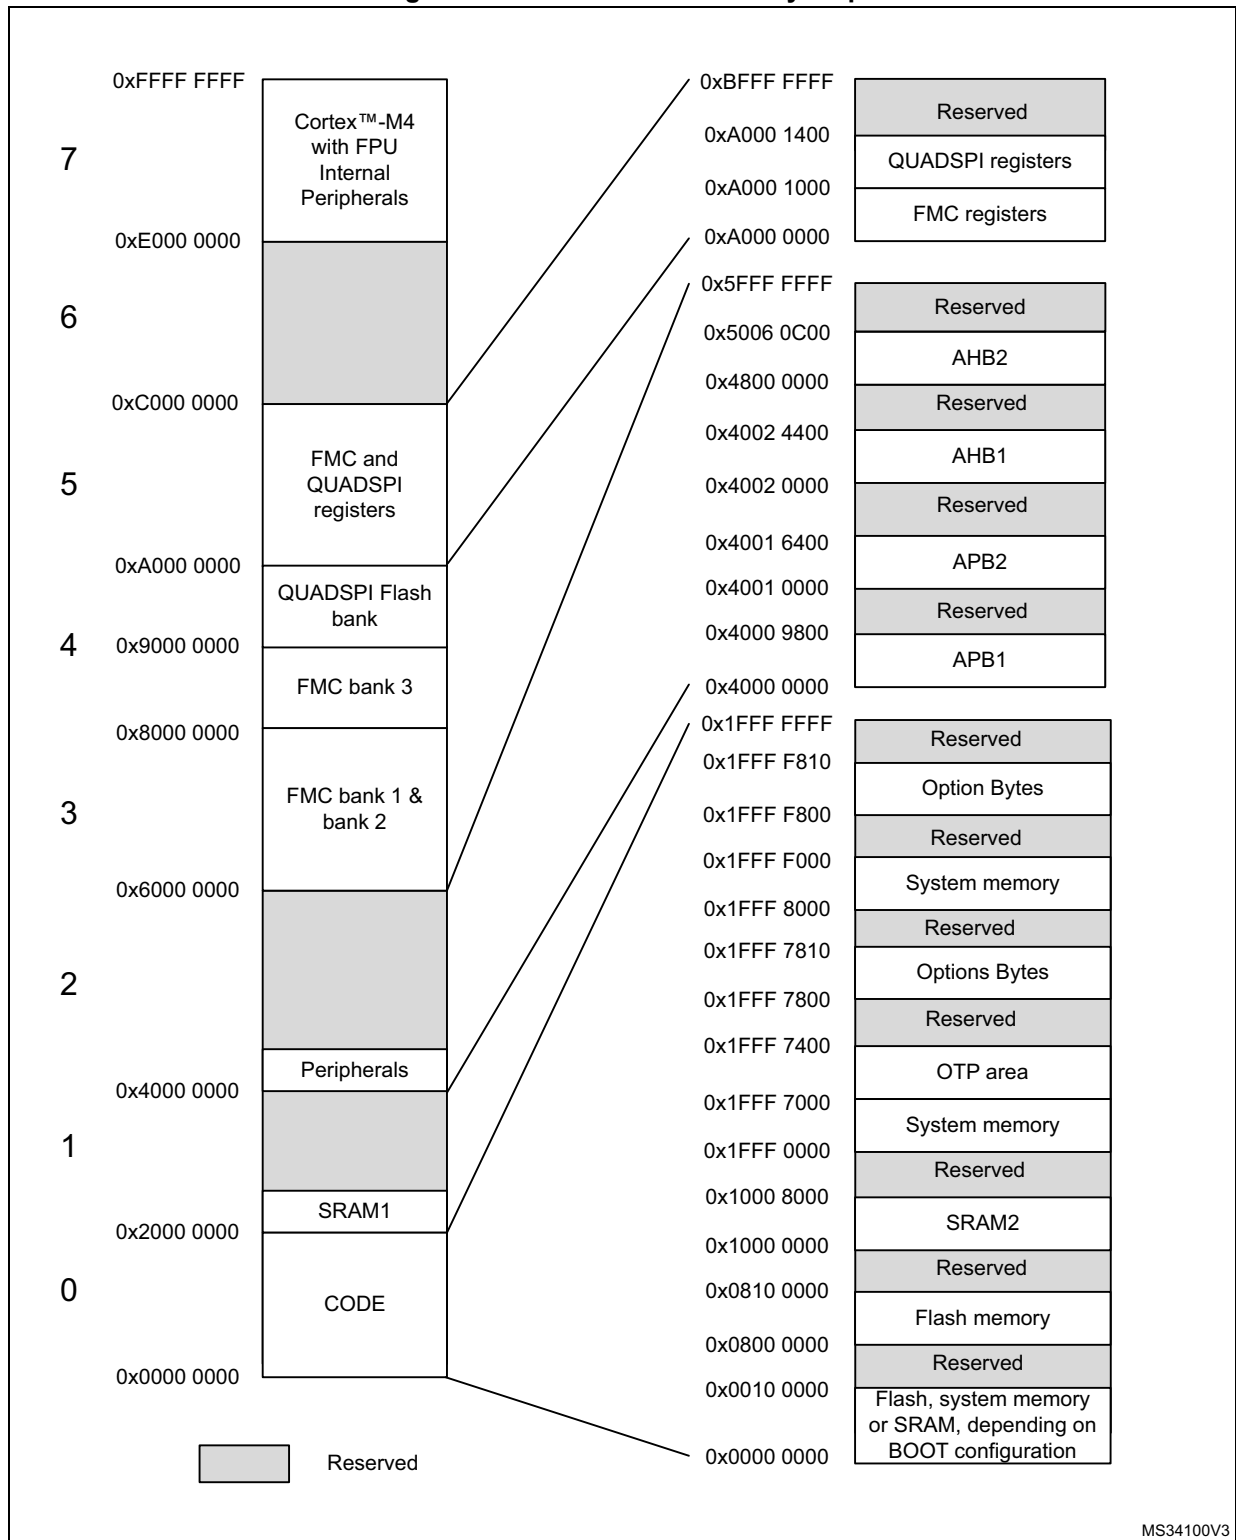 0xFFFF FFFF
7
Cortex™-M4
with FPU
Internal
Peripherals
0xE000 0000
6
0xC000 0000
5
FMC and
QUADSPI
registers
0xA000 0000
QUADSPI Flash
bank
4
0x9000 0000
FMC bank 3
0x8000 0000
3
FMC bank 1 &
bank 2
0x6000 0000
2
Peripherals
0x4000 0000
1
SRAM1
0x2000 0000
0
CODE
0x0000 0000
Reserved
0xBFFF FFFF
Reserved
0xA000 1400
QUADSPI registers
0xA000 1000
FMC registers
0xA000 0000
0x5FFF FFFF
Reserved
0x5006 0C00
AHB2
0x4800 0000
Reserved
0x4002 4400
AHB1
0x4002 0000
Reserved
0x4001 6400
APB2
0x4001 0000
Reserved
0x4000 9800
APB1
0x4000 0000
0x1FFF FFFF
Reserved
0x1FFF F810
Option Bytes
0x1FFF F800
Reserved
0x1FFF F000
System memory
0x1FFF 8000
Reserved
0x1FFF 7810
Options Bytes
0x1FFF 7800
Reserved
0x1FFF 7400
OTP area
0x1FFF 7000
System memory
0x1FFF 0000
Reserved
0x1000 8000
SRAM2
0x1000 0000
Reserved
0x0810 0000
Flash memory
0x0800 0000
Reserved
0x0010 0000
Flash, system memory
or SRAM, depending on
BOOT configuration
0x0000 0000
MS34100V3